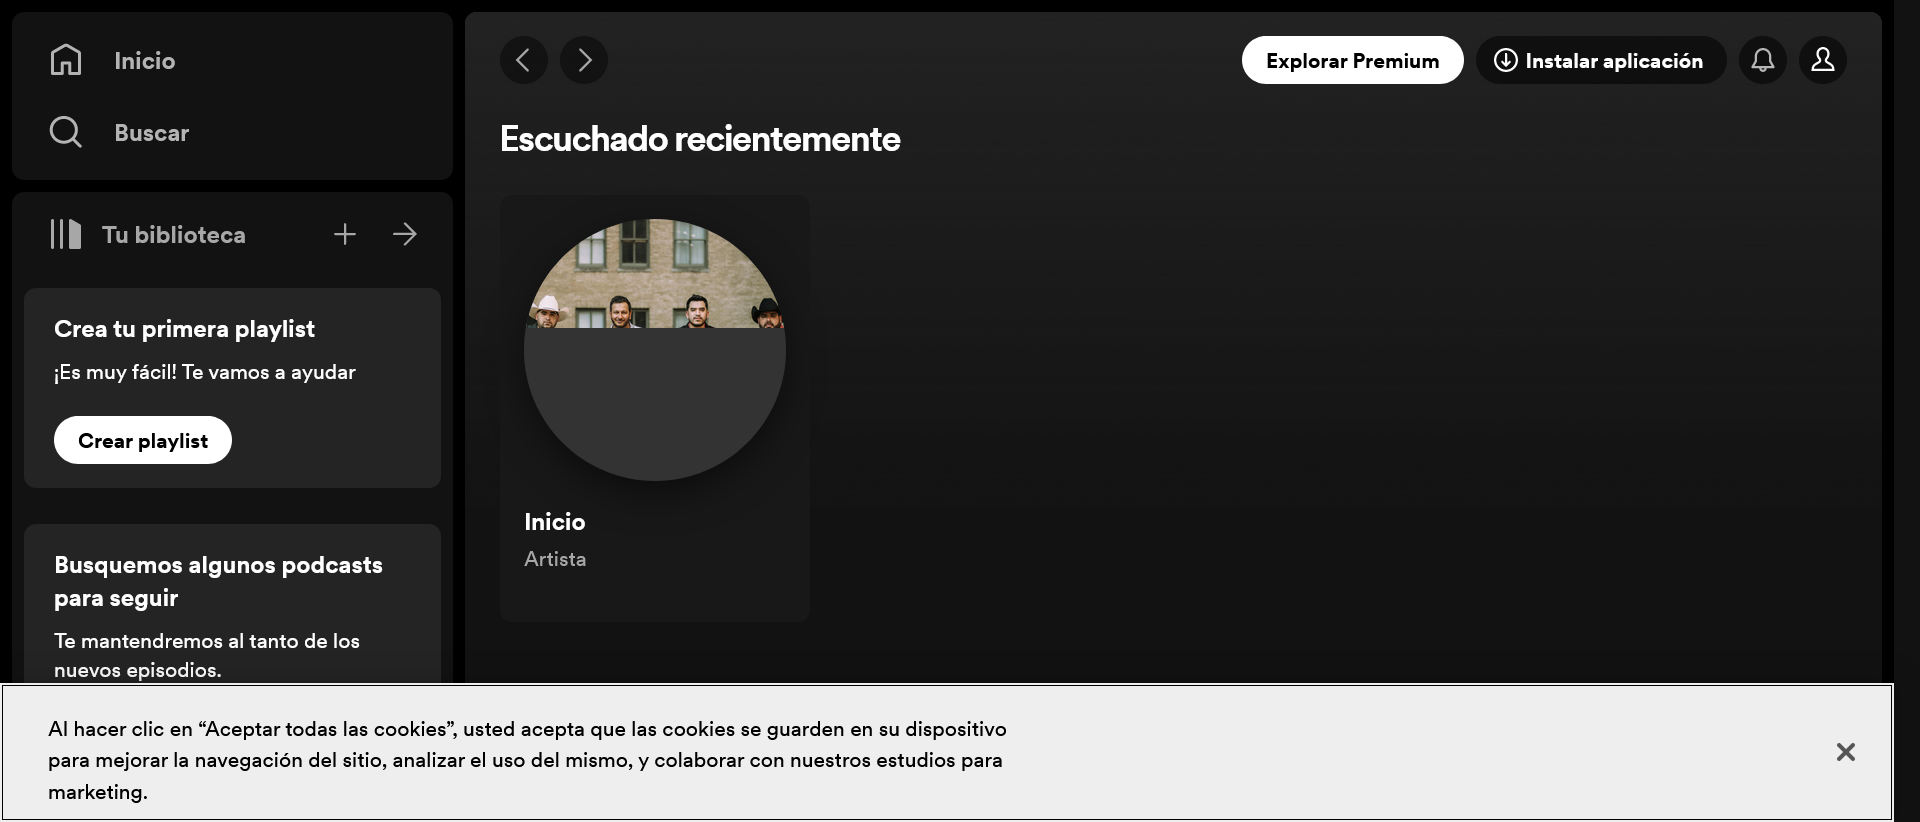 Inicio
Buscar
Tu biblioteca
Crea tu primera playlist
¡Es muy fácil! Te vamos a ayudar
Crear playlist
Busquemos algunos podcasts
para seguir
Te mantendremos al tanto de los
nuevos episodios.
Explorar Premium
Instalar aplicación
Escuchado recientemente
Inicio
Artista
Al hacer clic en “Aceptar todas las cookies”, usted acepta que las cookies se guarden en su dispositivo
para mejorar la navegación del sitio, analizar el uso del mismo, y colaborar con nuestros estudios para
marketing.